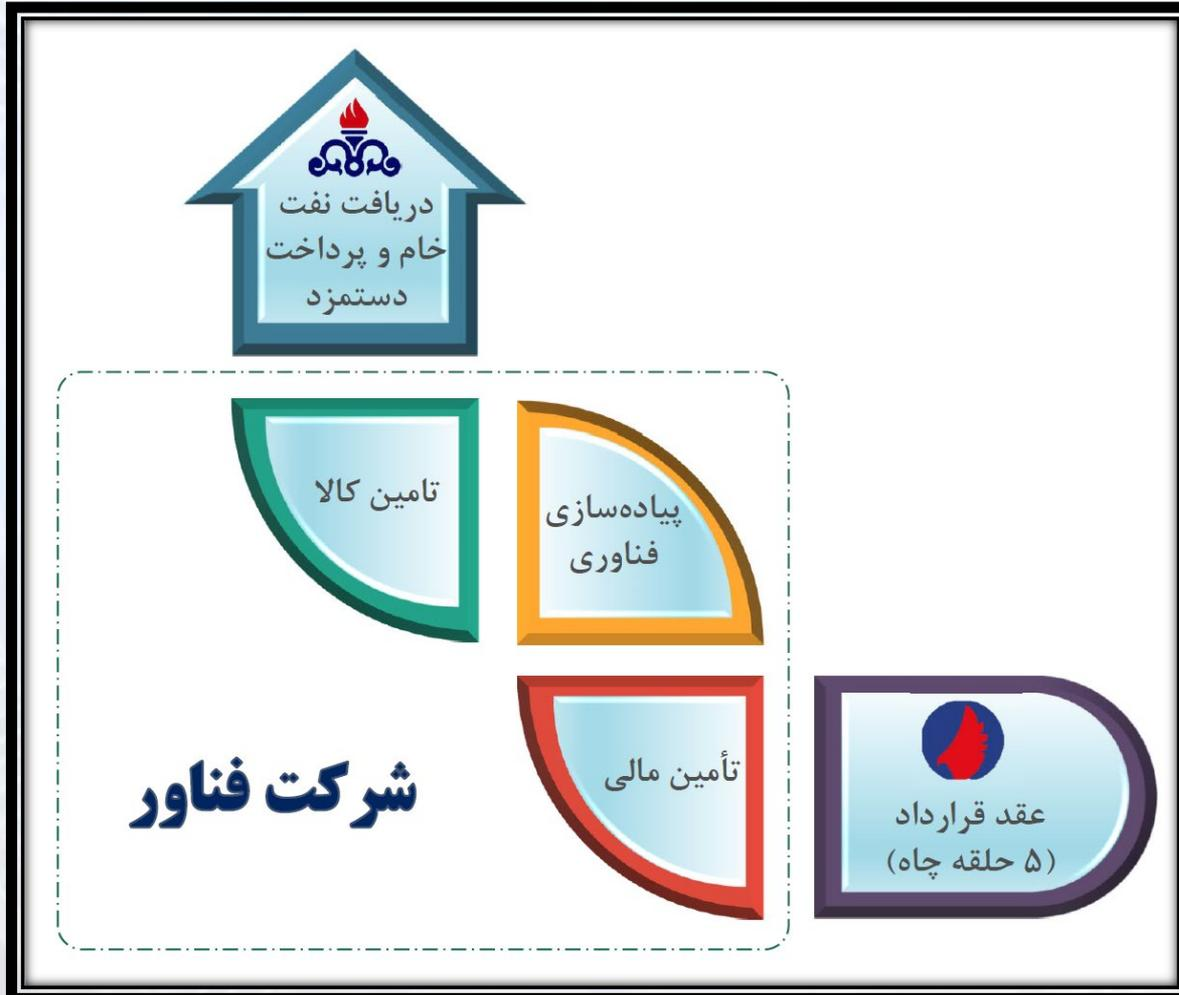 دریافت نفت
خام و پرداخت
دستمزد
تامین کالا
پیاده‌سازی
فناوری
تأمین مالی
شرکت فناور
عقد قرارداد
(۵ حلقه چاه)